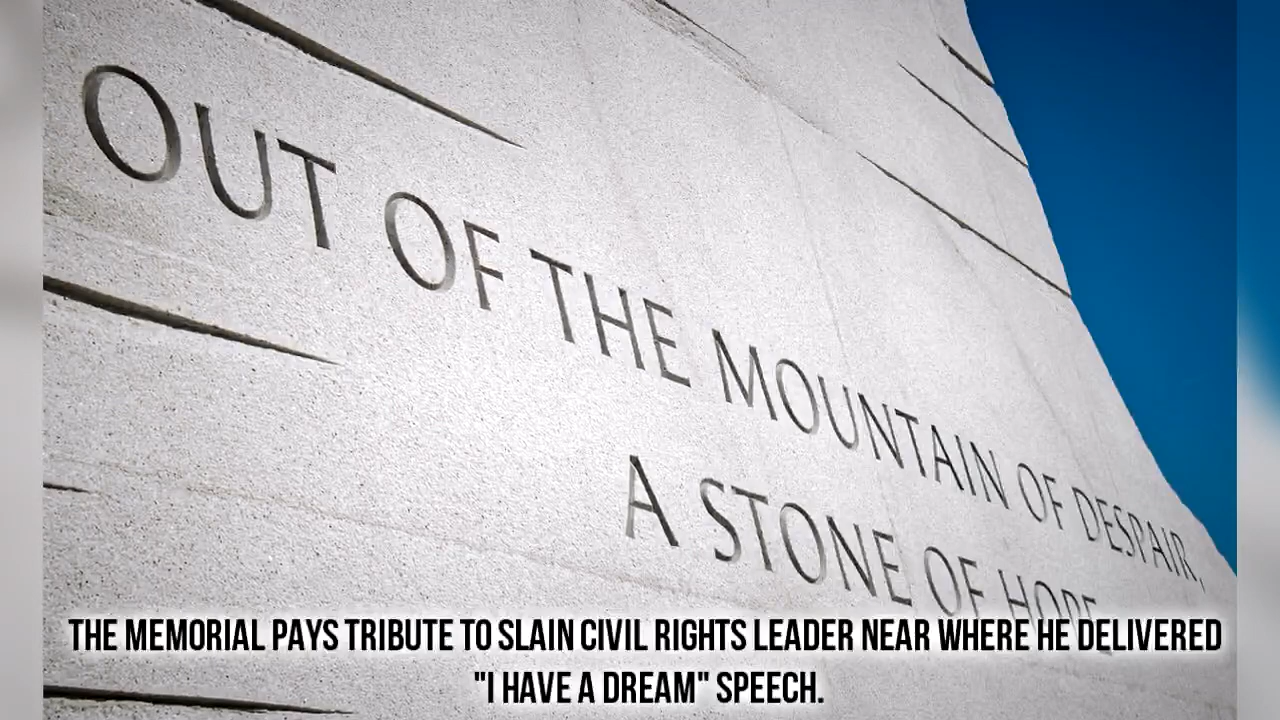 OUT OF THE MOUNTAIN OF DESPAIR,
A STONE OF HOPE
THE MEMORIAL PAYS TRIBUTE TO SLAIN CIVIL RIGHTS LEADER NEAR WHERE HE DELIVERED
"I HAVE A DREAM" SPEECH.